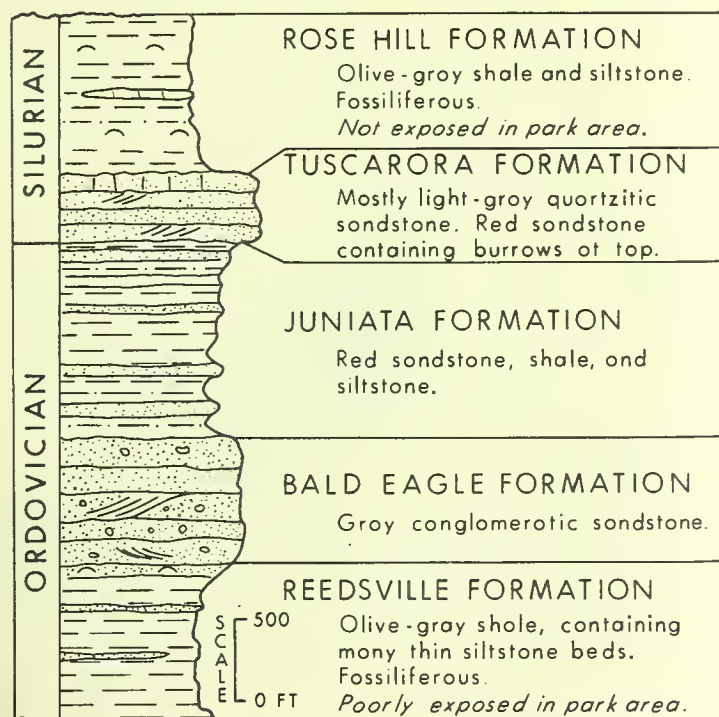 SILURIAN
ROSE HILL FORMATION
Olive-groy shale and siltstone.
Fossiliferous.
Not exposed in park area.
TUSCARORA FORMATION
Mostly light-groy quortzitic
sondstone. Red sondstone
containing burrows ot top.
ORDOVICIAN
JUNIATA FORMATION
Red sondstone, shale, ond
siltstone.
BALD EAGLE FORMATION
Groy conglomerotic sondstone.
REEDSVILLE FORMATION
Olive-gray shole, containing
mony thin siltstone beds.
Fossiliferous.
Poorly exposed in park area.
SCALE
500
0 FT